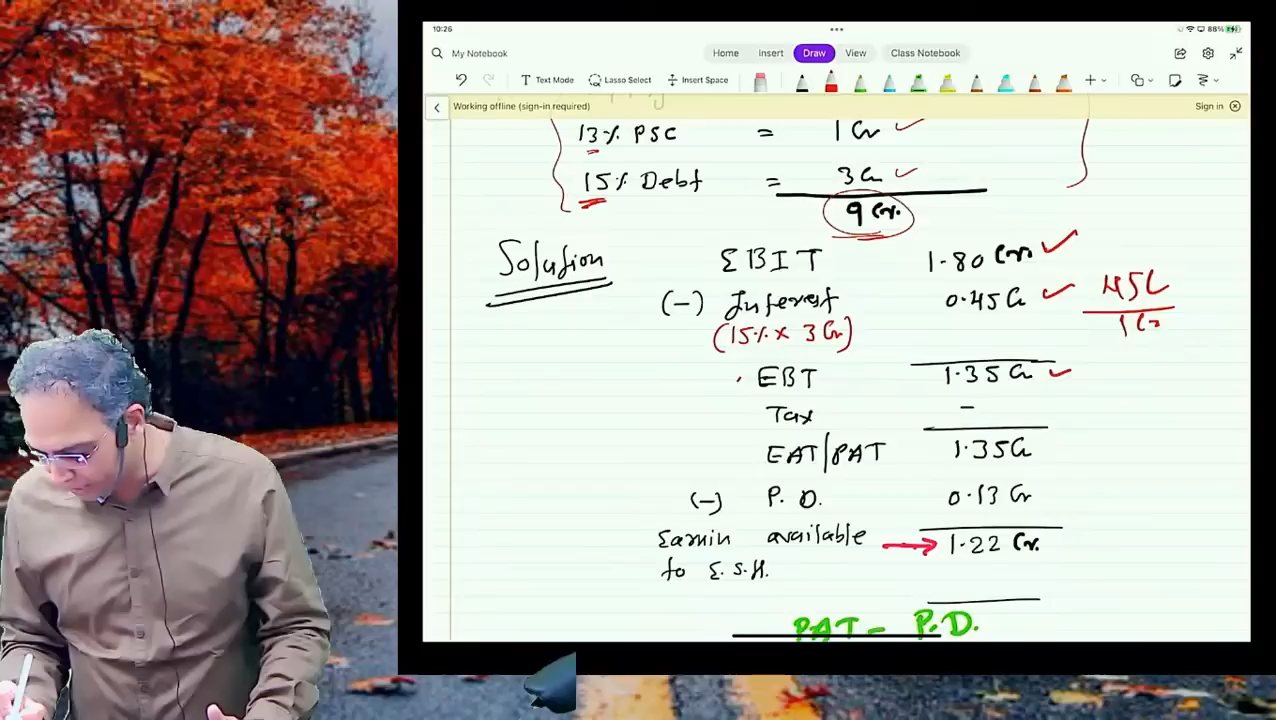 10:26
88%
My Notebook
Home Insert Draw View Class Notebook
Text Mode Lasso Select Insert Space
Working offline (sign-in required) Sign in
13% PSC = 1 Cr
15% Debt = 3 Cr
9 Cr.
Solution
EBIT 1.80 Cr.
(-) Interest 0.45 Cr
(15% × 3 Cr)
1 Cr
EBT 1.35 Cr
Tax -
EAT/PAT 1.35 Cr
(-) P. D. 0.13 Cr
Earnin available → 1.22 Cr.
to E. S. H.
PAT - P.D.